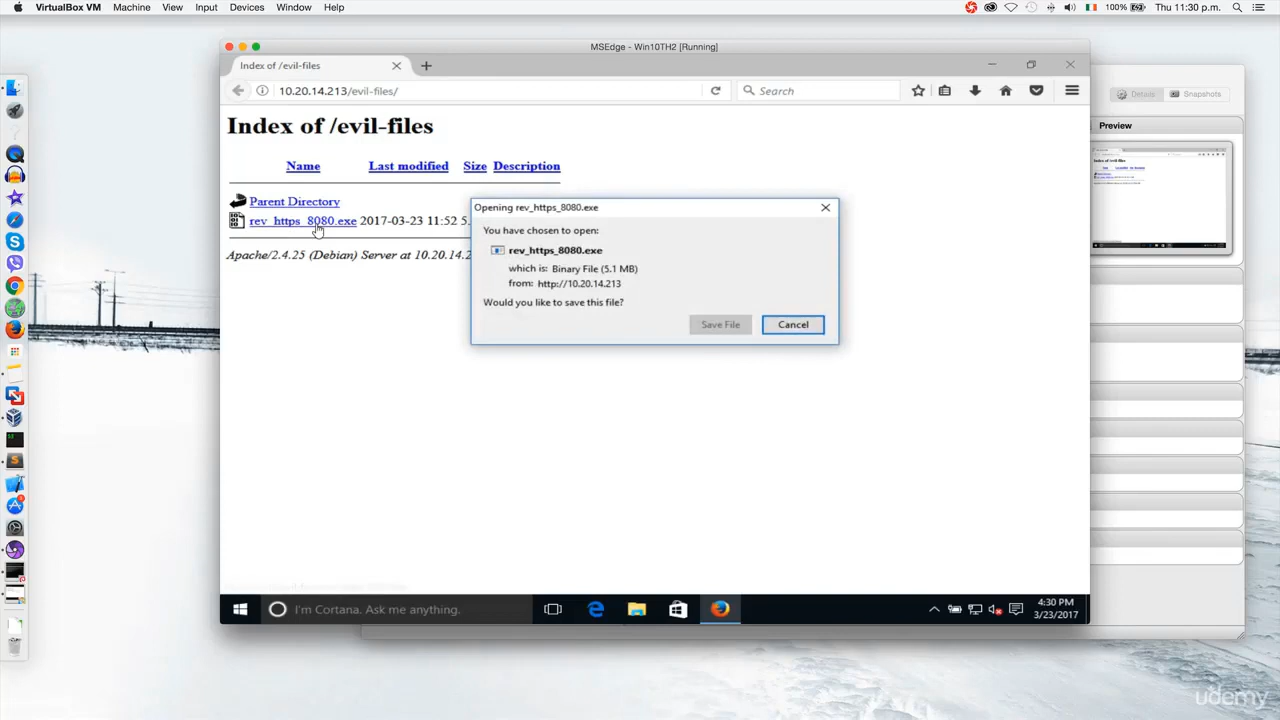 VirtualBox VM Machine View Input Devices Window Help
100% Thu 11:30 p.m.
MSEdge - Win10TH2 [Running]
Index of /evil-files
10.20.14.213/evil-files/
Search
Details Snapshots
Preview
Index of /evil-files
Name Last modified Size Description
Parent Directory
rev_https_8080.exe 2017-03-23 11:52 5.
Apache/2.4.25 (Debian) Server at 10.20.14.2
Opening rev_https_8080.exe
You have chosen to open:
rev_https_8080.exe
which is: Binary File (5.1 MB)
from: http://10.20.14.213
Would you like to save this file?
Save File Cancel
I'm Cortana. Ask me anything.
4:30 PM
3/23/2017
udemy